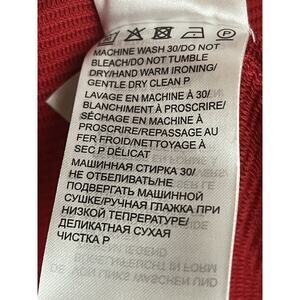 MACHINE WASH 30/DO NOT
BLEACH/DO NOT TUMBLE
DRY/HAND WARM IRONING/
GENTLE DRY CLEAN P
LAVAGE EN MACHINE À 30/
BLANCHIMENT À PROSCRIRE/
SÉCHAGE EN MACHINE À
PROSCRIRE/REPASSAGE AU
FER FROID/NETTOYAGE À
SEC P DÉLICAT
МАШИННАЯ СТИРКА 30/
НЕ ОТБЕЛИВАТЬ/НЕ
ПОДВЕРГАТЬ МАШИННОЙ
СУШКЕ/РУЧНАЯ ГЛАЖКА ПРИ
НИЗКОЙ ТЕПРЕРАТУРЕ/
ДЕЛИКАТНАЯ СУХАЯ
ЧИСТКА P